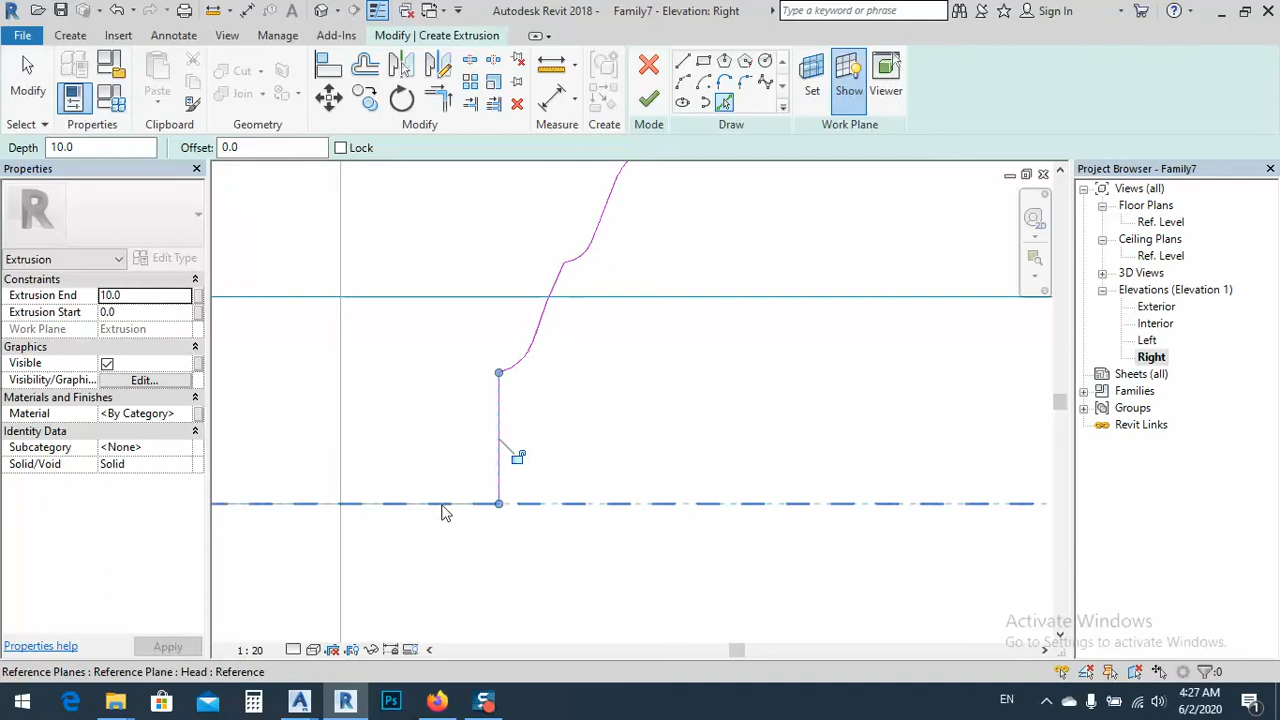 Autodesk Revit 2018 - Family7 - Elevation: Right
Type a keyword or phrase
Sign In
File
Create
Insert
Annotate
View
Manage
Add-Ins
Modify | Create Extrusion
Modify
Select
Properties
Paste
Clipboard
Cut
Join
Geometry
Modify
Measure
Create
Mode
Draw
Set
Show
Viewer
Work Plane
Depth 10.0
Offset: 0.0
Lock
Properties
Project Browser - Family7
R
Extrusion
Edit Type
Constraints
Extrusion End 10.0
Extrusion Start 0.0
Work Plane Extrusion
Graphics
Visible
Visibility/Graphi... Edit...
Materials and Finishes
Material <By Category>
Identity Data
Subcategory <None>
Solid/Void Solid
Properties help
Apply
2D
Views (all)
Floor Plans
Ref. Level
Ceiling Plans
Ref. Level
3D Views
Elevations (Elevation 1)
Exterior
Interior
Left
Right
Sheets (all)
Families
Groups
Revit Links
Activate Windows
Go to Settings to activate Windows.
1 : 20
Reference Planes : Reference Plane : Head : Reference
:0
EN
4:27 AM
6/2/2020